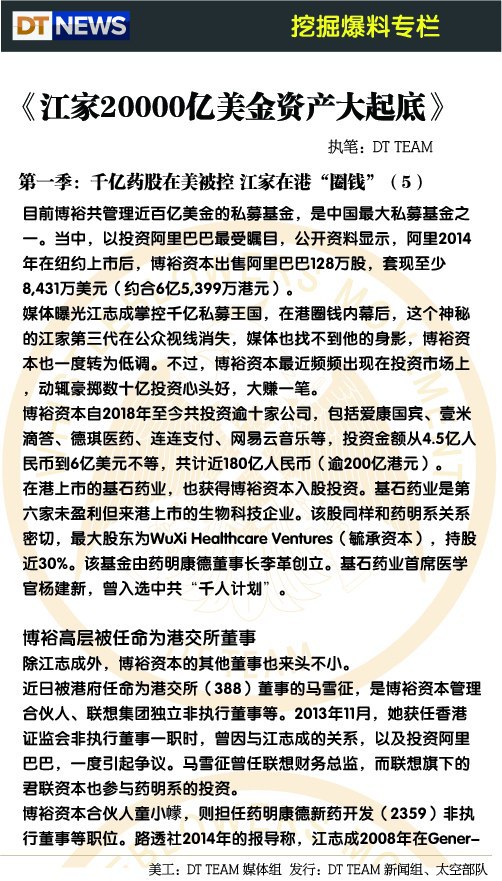 DT NEWS
挖掘爆料专栏
《江家20000亿美金资产大起底》
执笔：DT TEAM
第一季：千亿药股在美被控 江家在港“圈钱”（5）
目前博裕共管理近百亿美金的私募基金，是中国最大私募基金之
一。当中，以投资阿里巴巴最受瞩目，公开资料显示，阿里2014
年在纽约上市后，博裕资本出售阿里巴巴128万股，套现至少
8,431万美元（约合6亿5,399万港元）。
媒体曝光江志成掌控千亿私募王国，在港圈钱内幕后，这个神秘
的江家第三代在公众视线消失，媒体也找不到他的身影，博裕资
本也一度转为低调。不过，博裕资本最近频频出现在投资市场上
，动辄豪掷数十亿投资心头好，大赚一笔。
博裕资本自2018年至今共投资逾十家公司，包括爱康国宾、壹米
滴答、德琪医药、连连支付、网易云音乐等，投资金额从4.5亿人
民币到6亿美元不等，共计近180亿人民币（逾200亿港元）。
在港上市的基石药业，也获得博裕资本入股投资。基石药业是第
六家未盈利但来港上市的生物科技企业。该股同样和药明系关系
密切，最大股东为WuXi Healthcare Ventures（毓承资本），持股
近30%。该基金由药明康德董事长李革创立。基石药业首席医学
官杨建新，曾入选中共“千人计划”。
博裕高层被任命为港交所董事
除江志成外，博裕资本的其他董事也来头不小。
近日被港府任命为港交所（388）董事的马雪征，是博裕资本管理
合伙人、联想集团独立非执行董事等。2013年11月，她获任香港
证监会非执行董事一职时，曾因与江志成的关系，以及投资阿里
巴巴，一度引起争议。马雪征曾任联想财务总监，而联想旗下的
君联资本也参与药明系的投资。
博裕资本合伙人童小幪，则担任药明康德新药开发（2359）非执
行董事等职位。路透社2014年的报导称，江志成2008年在Gener-
美工：DT TEAM 媒体组 发行：DT TEAM 新闻组、太空部队